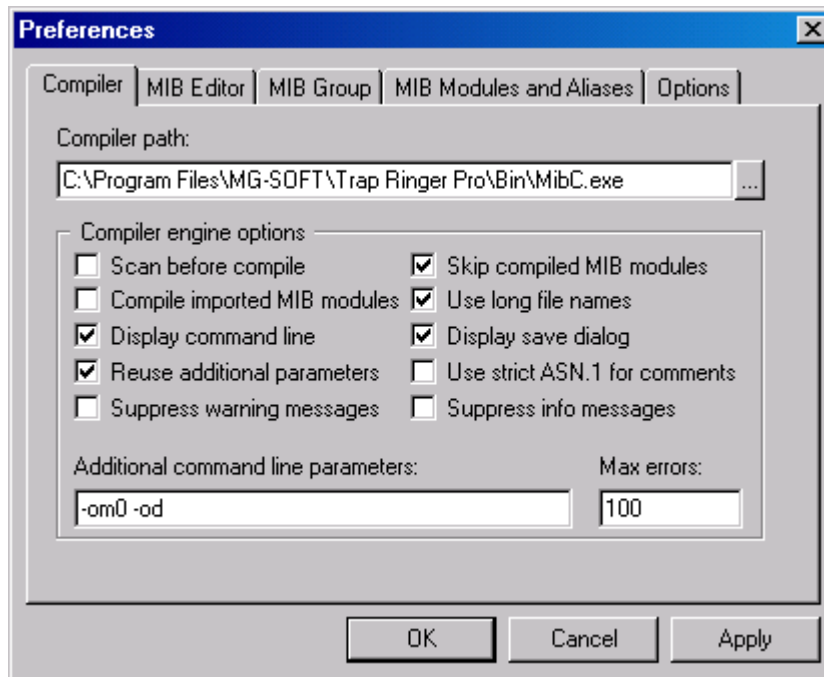 Preferences
Compiler MIB Editor MIB Group MIB Modules and Aliases Options
Compiler path:
C:\Program Files\MG-SOFT\Trap Ringer Pro\Bin\MibC.exe ...
Compiler engine options
Scan before compile Skip compiled MIB modules
Compile imported MIB modules Use long file names
Display command line Display save dialog
Reuse additional parameters Use strict ASN.1 for comments
Suppress warning messages Suppress info messages
Additional command line parameters: Max errors:
-om0 -od 100
OK Cancel Apply